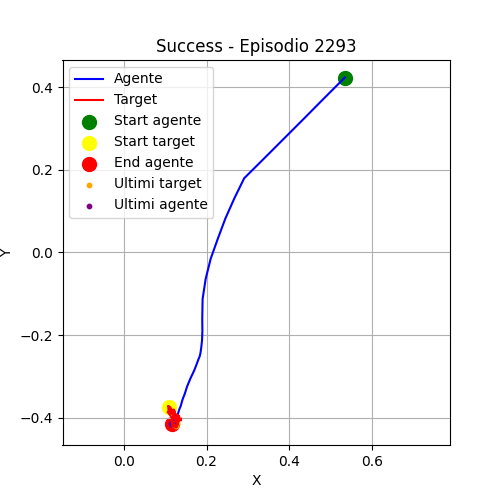 Success - Episodio 2293
Agente
Target
Start agente
Start target
End agente
Ultimi target
Ultimi agente
0.4
0.2
0.0
−0.2
−0.4
Y
0.0 0.2 0.4 0.6
X